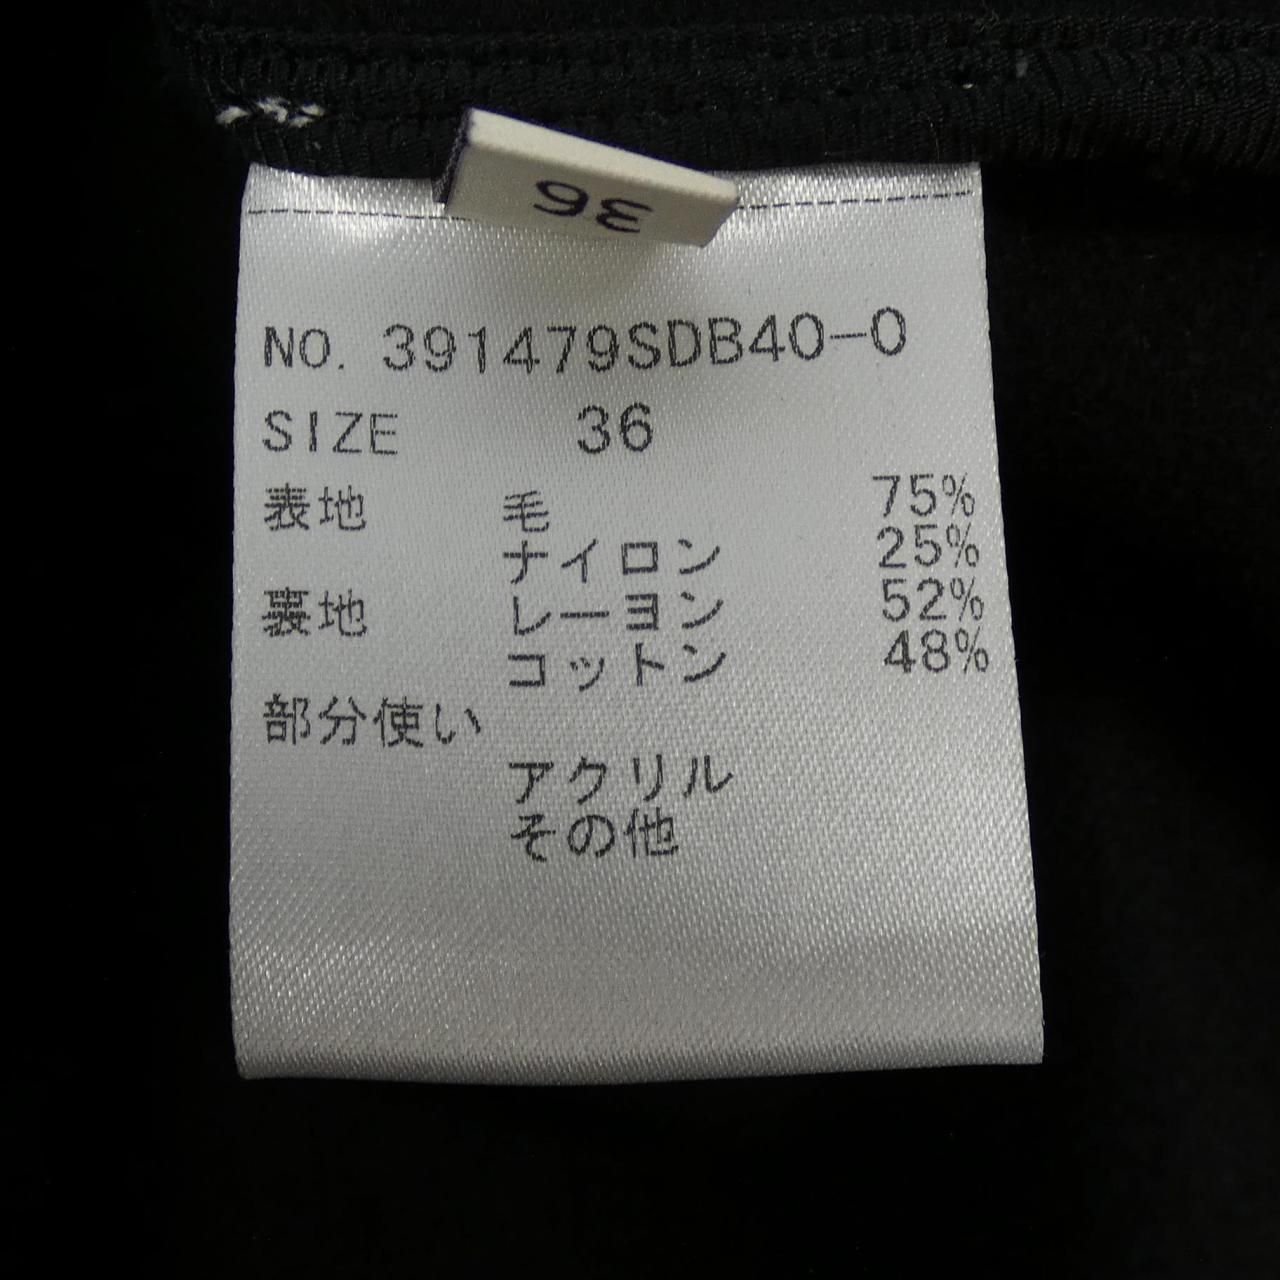 36
NO. 391479SDB40-0
SIZE 36
表地 毛 75%
ナイロン 25%
裏地 レーヨン 52%
コットン 48%
部分使い
アクリル
その他